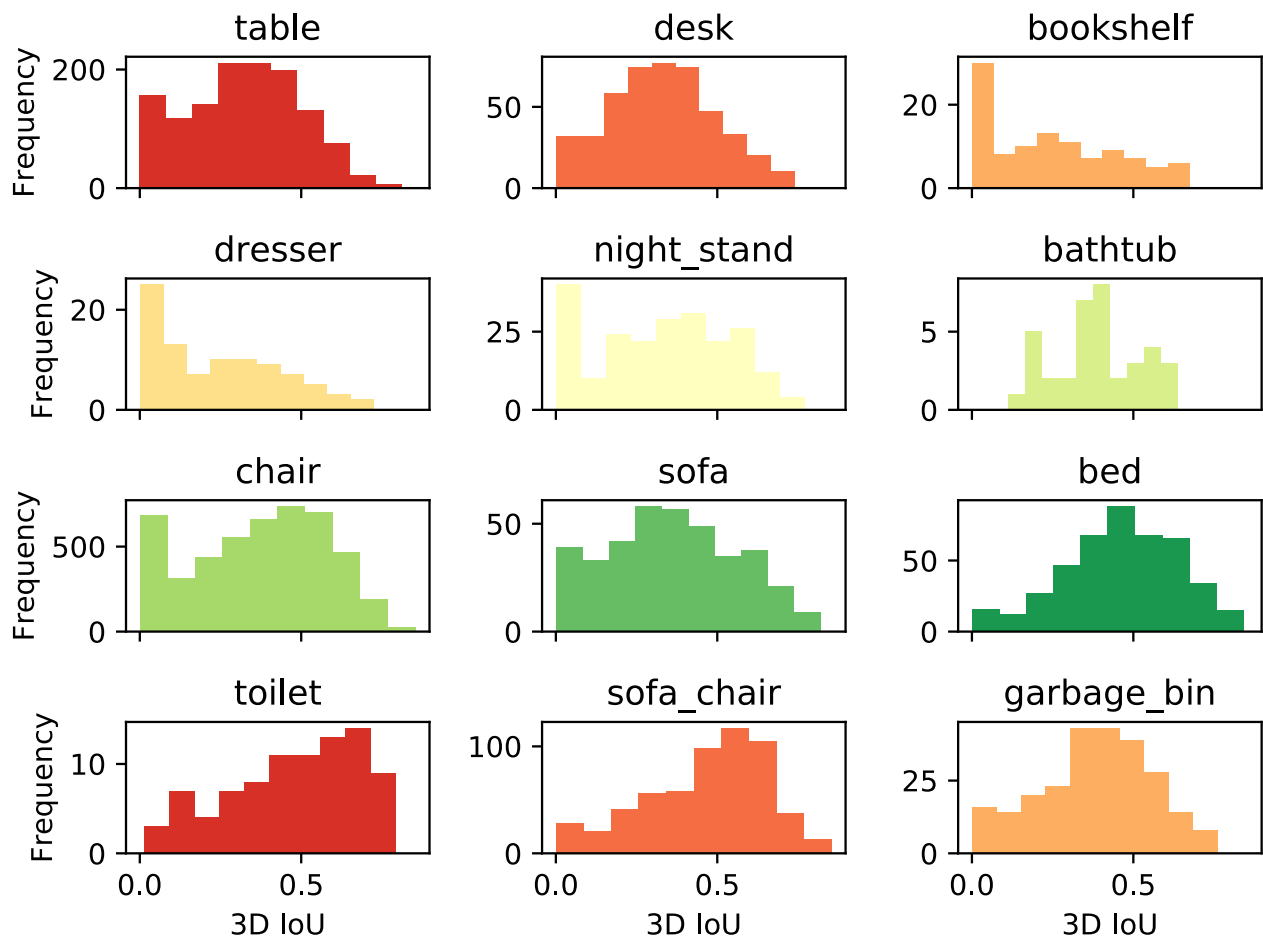 table
desk
bookshelf
Frequency
200
0
50
0
20
0
dresser
night_stand
bathtub
Frequency
20
0
25
0
5
0
chair
sofa
bed
Frequency
500
0
50
0
50
0
toilet
sofa_chair
garbage_bin
Frequency
10
0
100
0
25
0
0.0
0.5
0.0
0.5
0.0
0.5
3D IoU
3D IoU
3D IoU